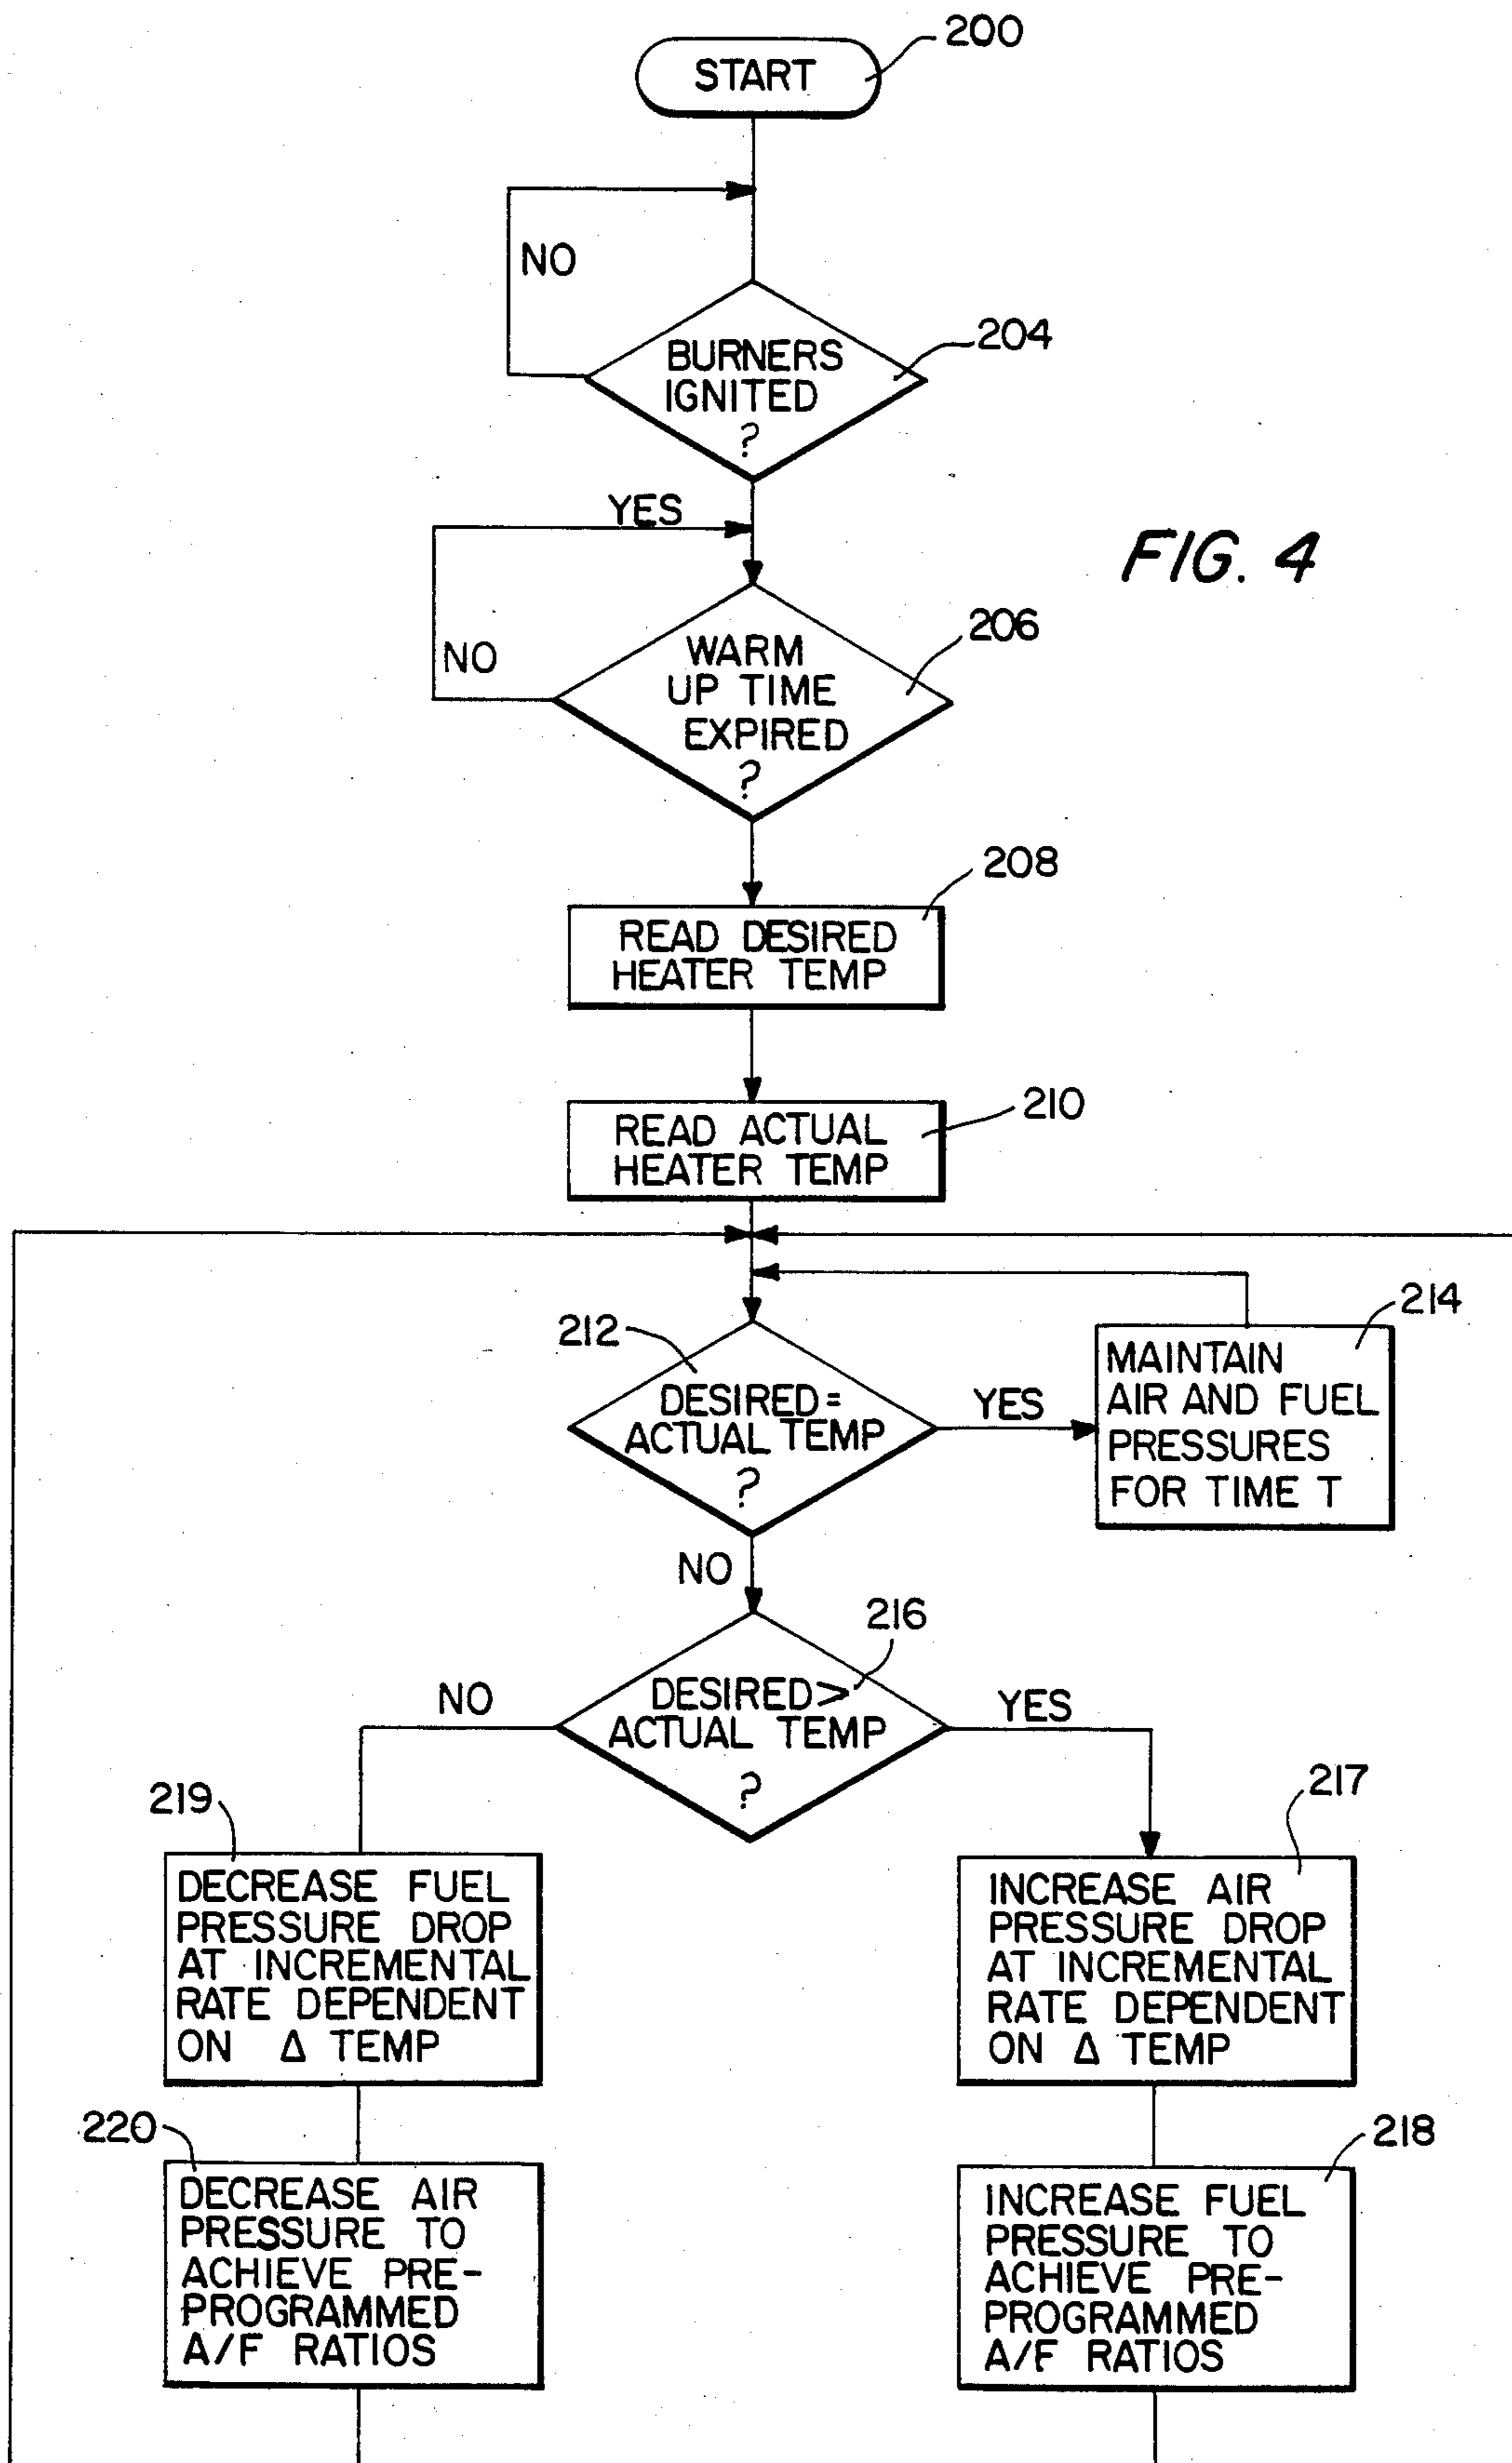 200
START
NO
204
BURNERS
IGNITED
?
YES
FIG. 4
206
NO
WARM
UP TIME
EXPIRED
?
208
READ DESIRED
HEATER TEMP
210
READ ACTUAL
HEATER TEMP
212
DESIRED=
ACTUAL TEMP
?
YES
214
MAINTAIN
AIR AND FUEL
PRESSURES
FOR TIME T
NO
216
DESIRED>
ACTUAL TEMP
?
NO
YES
219
DECREASE FUEL
PRESSURE DROP
AT INCREMENTAL
RATE DEPENDENT
ON Δ TEMP
217
INCREASE AIR
PRESSURE DROP
AT INCREMENTAL
RATE DEPENDENT
ON Δ TEMP
220
DECREASE AIR
PRESSURE TO
ACHIEVE PRE-
PROGRAMMED
A/F RATIOS
218
INCREASE FUEL
PRESSURE TO
ACHIEVE PRE-
PROGRAMMED
A/F RATIOS